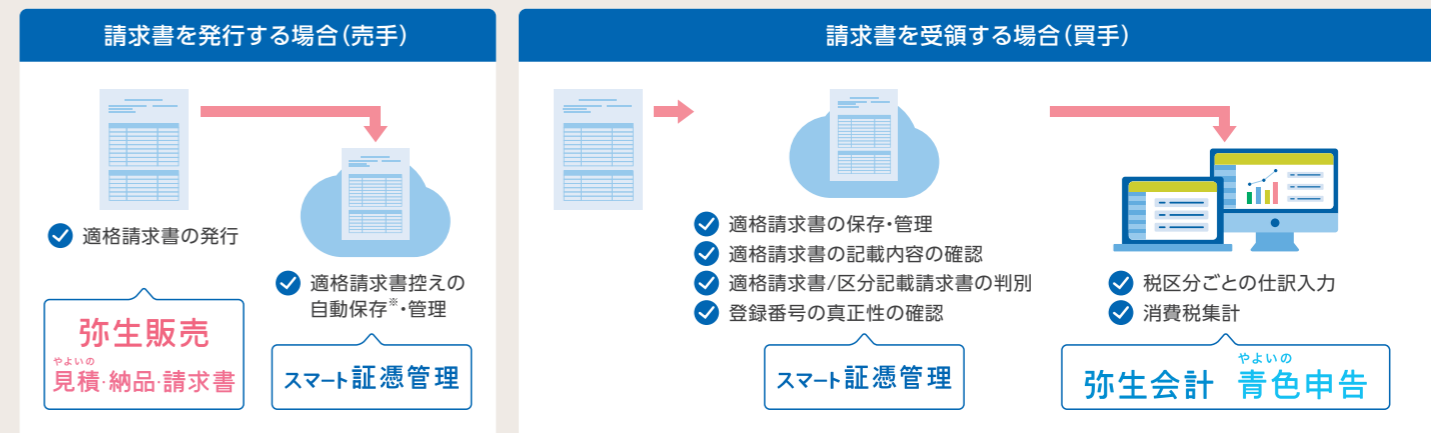 請求書を発行する場合(売手)
適格請求書の発行
弥生販売
やよいの
見積・納品・請求書
適格請求書控えの
自動保存※・管理
スマート証憑管理
請求書を受領する場合(買手)
適格請求書の保存・管理
適格請求書の記載内容の確認
適格請求書/区分記載請求書の判別
登録番号の真正性の確認
スマート証憑管理
税区分ごとの仕訳入力
消費税集計
弥生会計 やよいの 青色申告